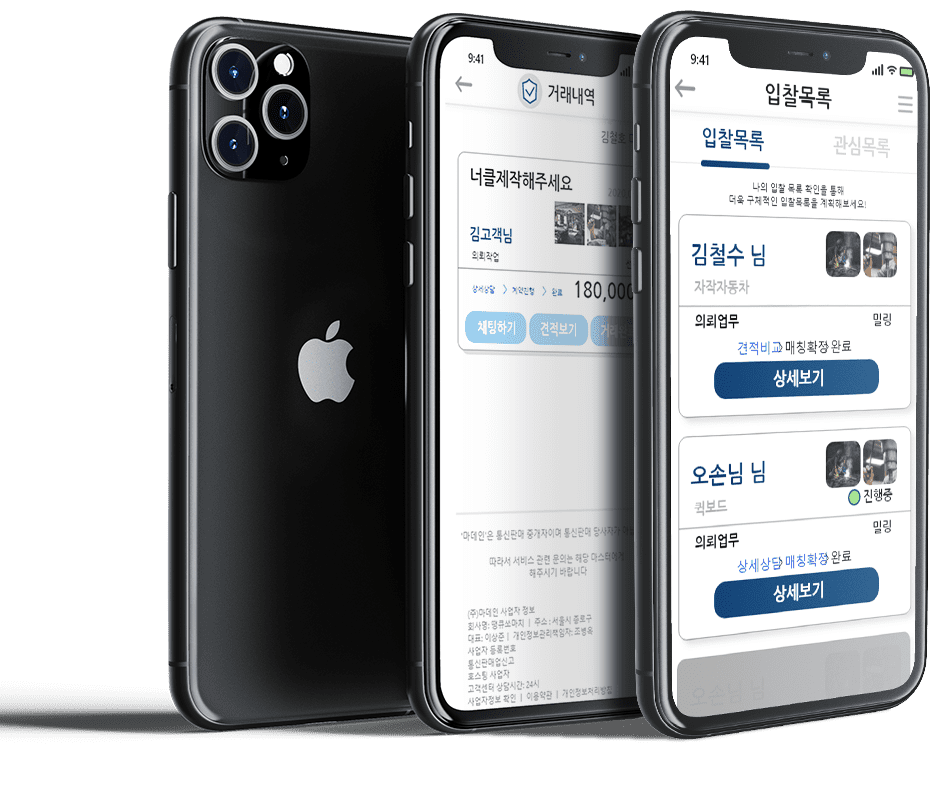 9:41
거래내역
김철호
너클제작해주세요
김고객님
의뢰작업
상세상담 > 계약진행 > 완료
180,000
채팅하기
견적보기
'마데인'은 통신판매 중개자이며 통신판매 당사자가
따라서 서비스 관련 문의는 해당 마스터에게
해주시기 바랍니다
(주)마데인 사업자 정보
회사명: 땡큐쏘마치 | 주소 : 서울시 종로구
대표: 이상준 | 개인정보관리책임자: 조병옥
사업자 등록번호
통신판매업신고
호스팅 사업자
고객센터 상담시간: 24시
사업자정보 확인 | 이용약관 | 개인정보처리방침
9:41
입찰목록
입찰목록
관심목록
나의 입찰 목록 확인을 통해
더욱 구체적인 입찰목록을 계획해보세요!
김철수 님
자작자동차
의뢰업무
밀링
견적비교 매칭확장 완료
상세보기
오손님 님
진행중
퀵보드
의뢰업무
밀링
상세상담 매칭확장 완료
상세보기
오손님 님